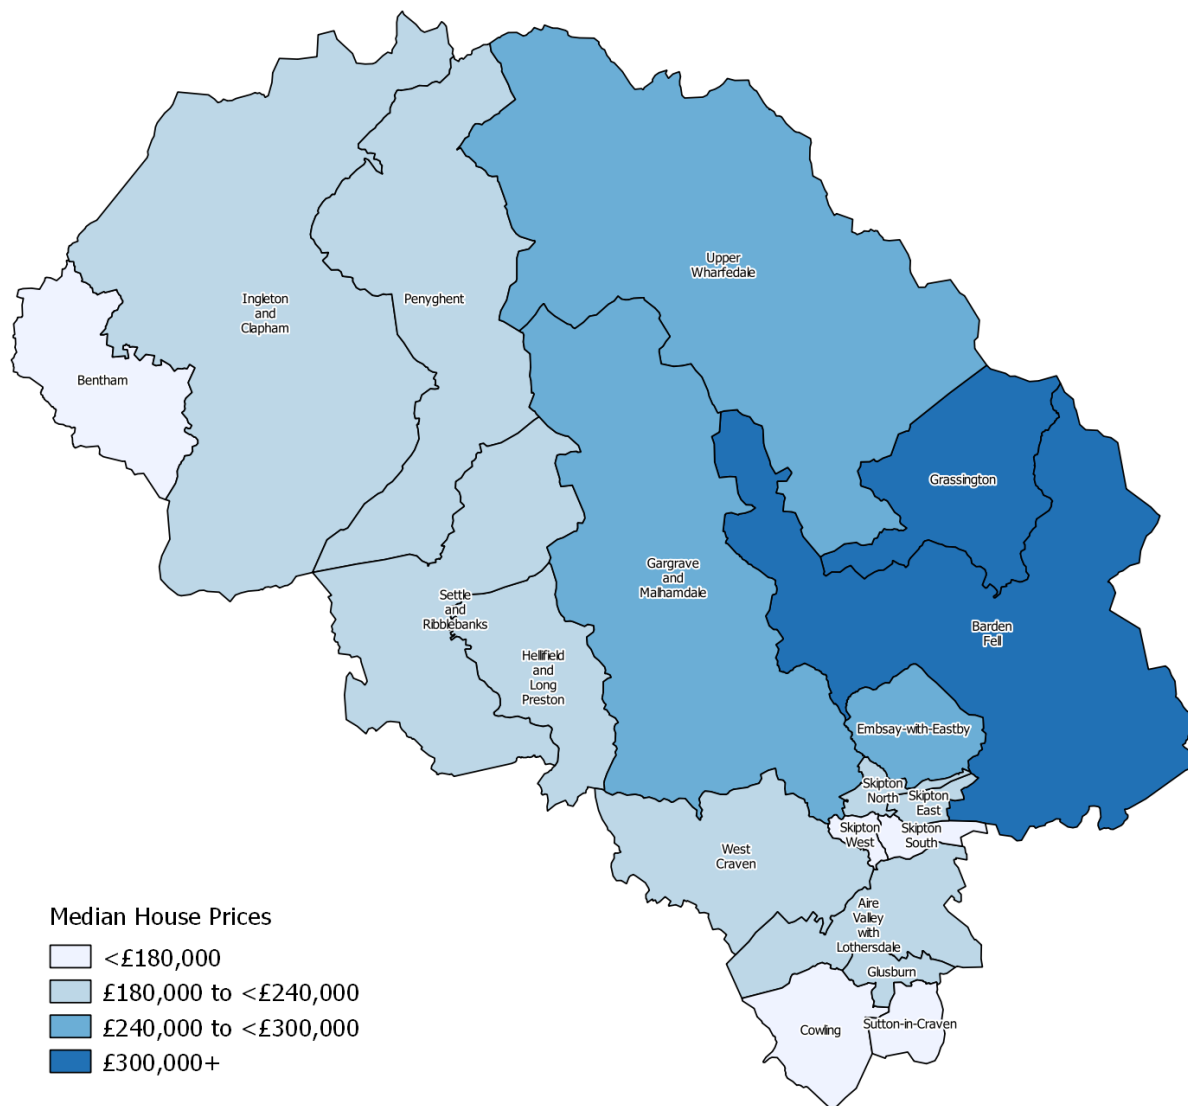 Upper
Wharfedale
Ingleton
and
Clapham
Penyghent
Bentham
Grassington
Gargrave
and
Malhamdale
Settle
and
Ribblebanks
Barden
Fell
Hellifield
and
Long
Preston
Embsay-with-Eastby
Skipton
North
Skipton
East
Skipton
West
Skipton
South
West
Craven
Aire
Valley
with
Lothersdale
Glusburn
Cowling
Sutton-in-Craven
Median House Prices
<£180,000
£180,000 to <£240,000
£240,000 to <£300,000
£300,000+